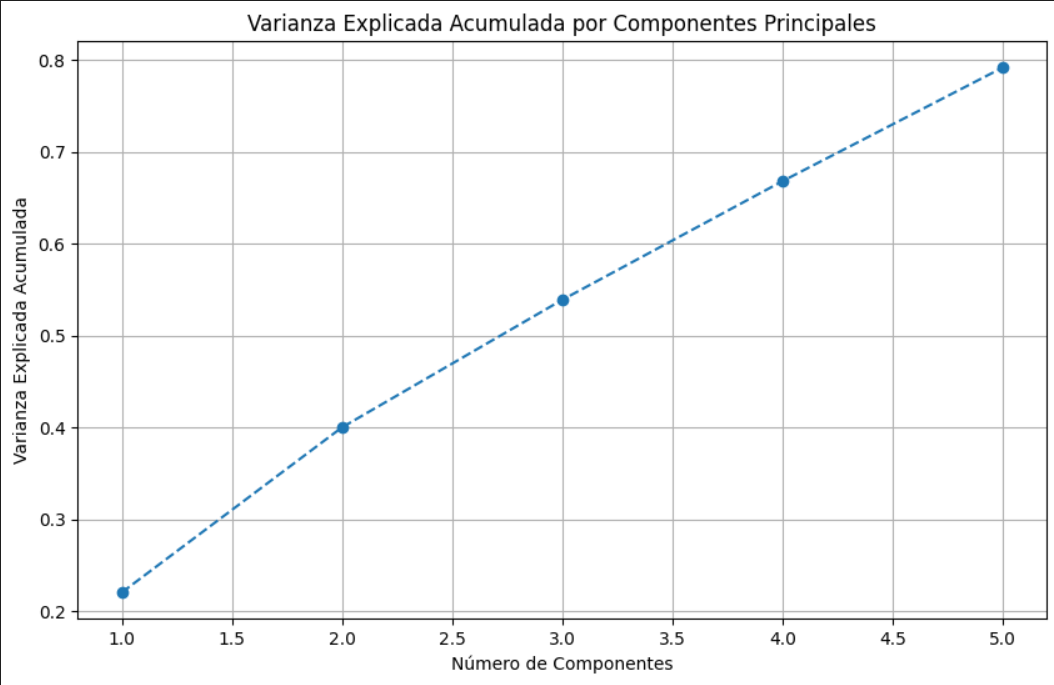 Varianza Explicada Acumulada por Componentes Principales
Varianza Explicada Acumulada
0.8
0.7
0.6
0.5
0.4
0.3
0.2
1.0 1.5 2.0 2.5 3.0 3.5 4.0 4.5 5.0
Número de Componentes